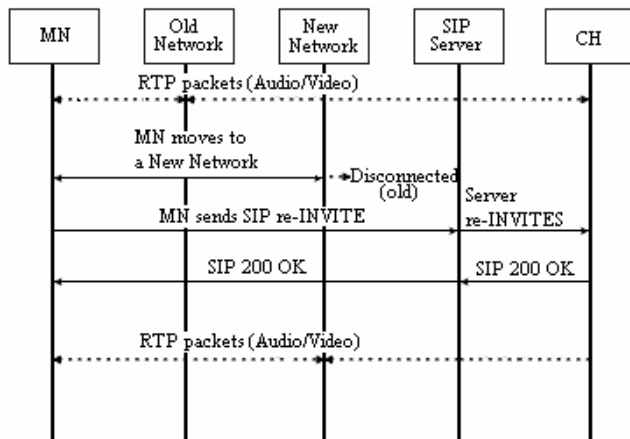 MN
Old
Network
New
Network
SIP
Server
CH
RTP packets (Audio/Video)
MN moves to
a New Network
Disconnected
(old)
Server
re-INVITES
MN sends SIP re-INVITE
SIP 200 OK
SIP 200 OK
RTP packets (Audio/Video)